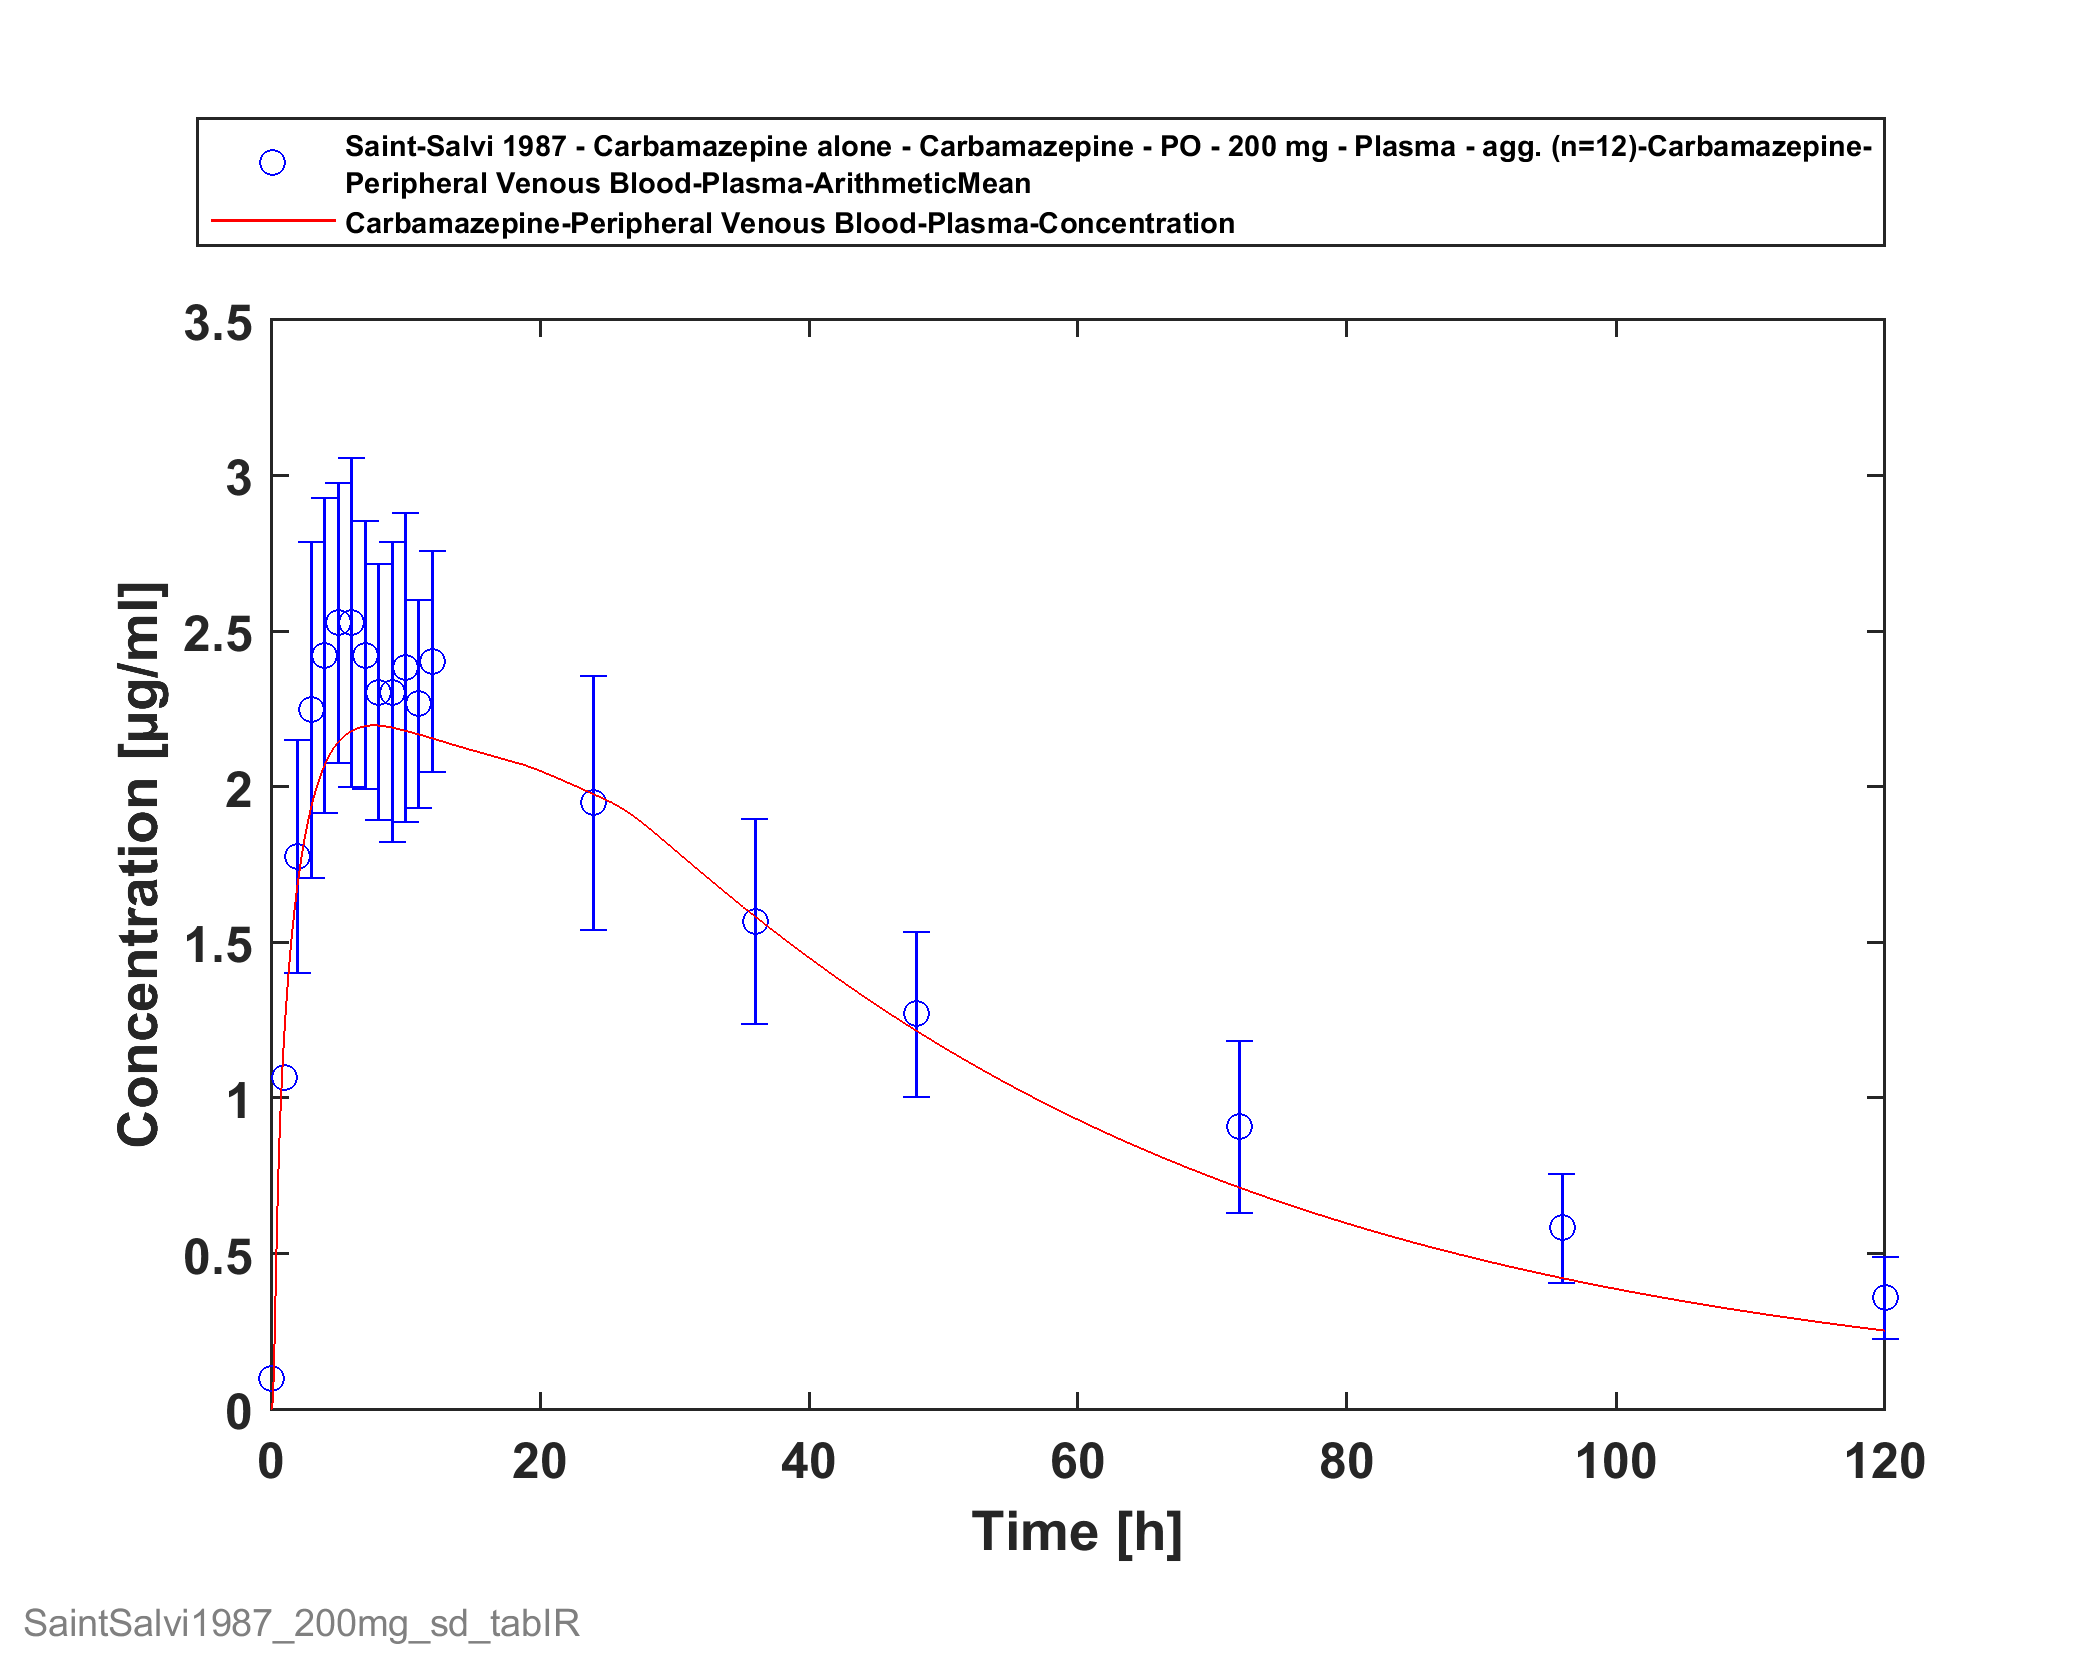 Saint-Salvi 1987 - Carbamazepine alone - Carbamazepine - PO - 200 mg - Plasma - agg. (n=12)-Carbamazepine-
Peripheral Venous Blood-Plasma-ArithmeticMean
Carbamazepine-Peripheral Venous Blood-Plasma-Concentration
3.5
3
2.5
2
1.5
1
0.5
0
Concentration [µg/ml]
0 20 40 60 80 100 120
Time [h]
SaintSalvi1987_200mg_sd_tabIR